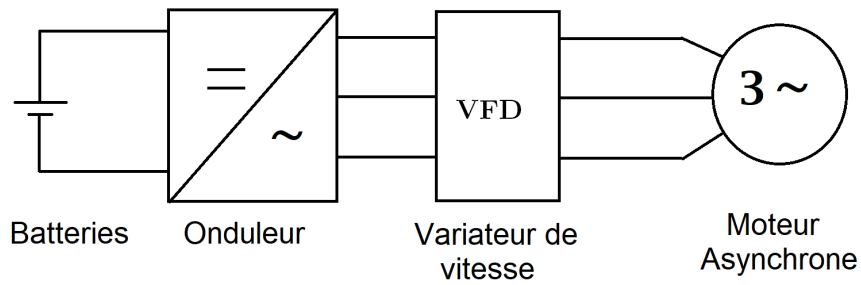 VFD
3 ~
~
Batteries
Onduleur
Variateur de
vitesse
Moteur
Asynchrone